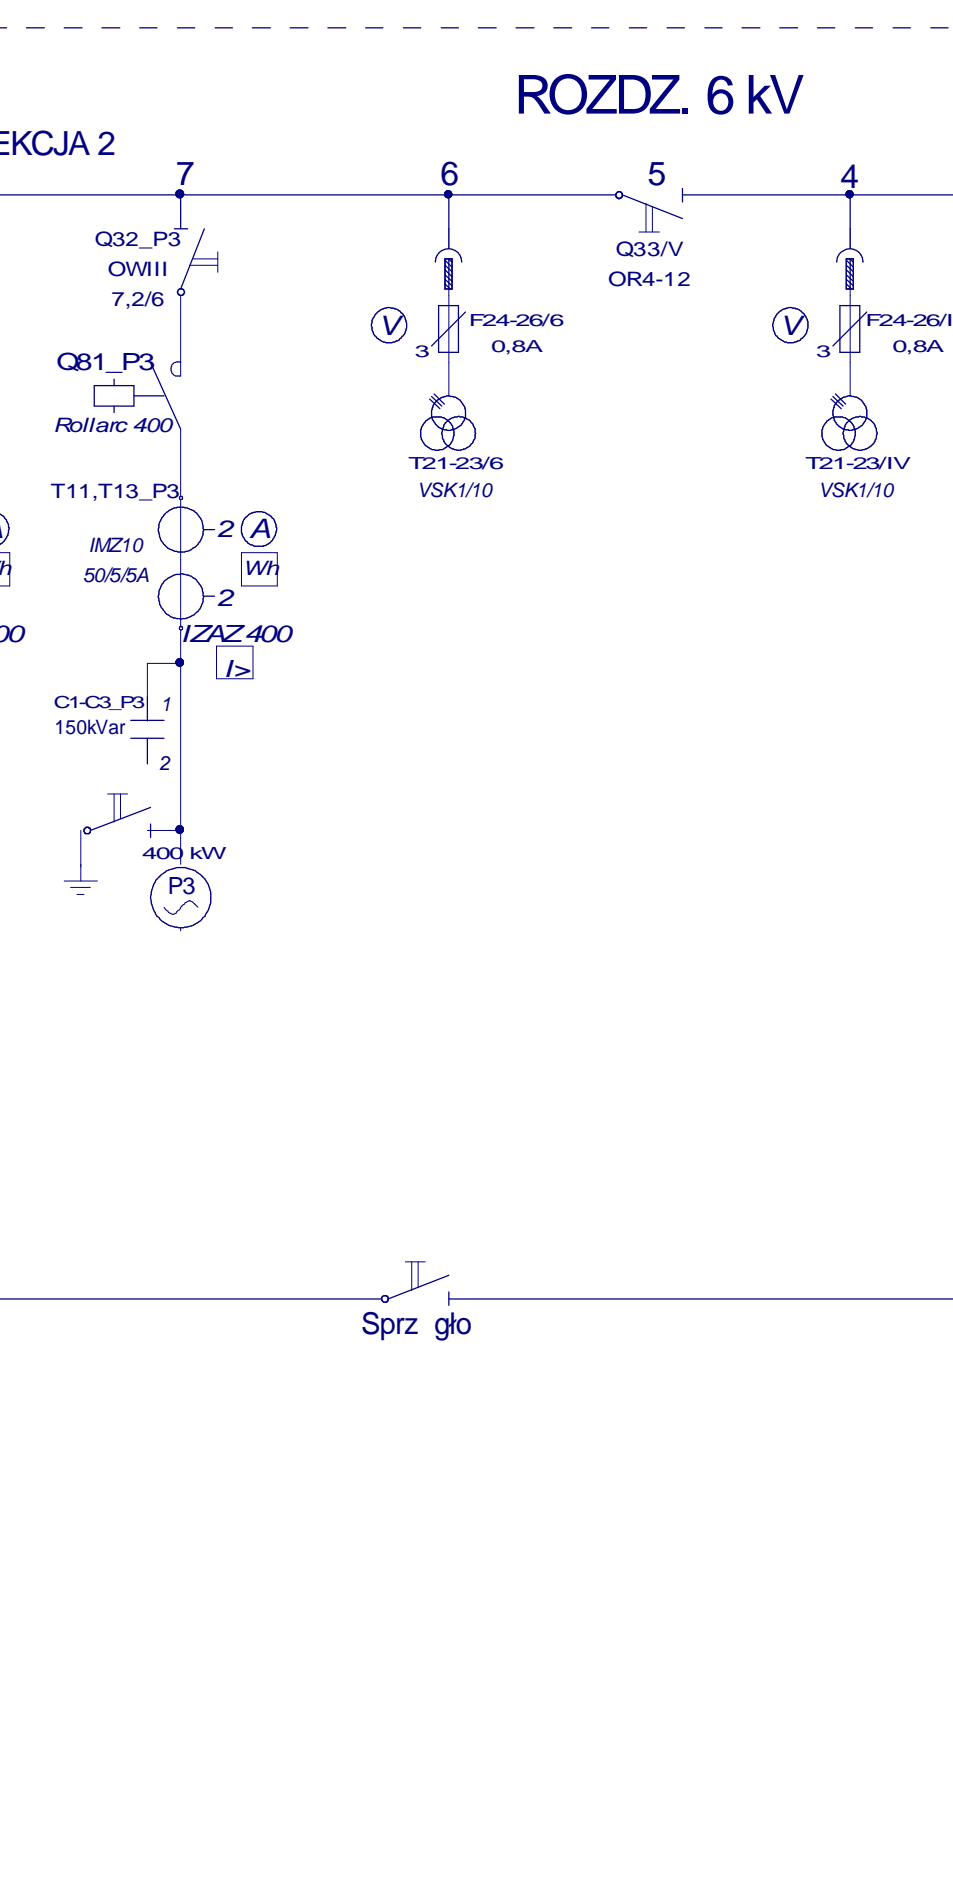 ROZDZ. 6 kV
EKCJA 2
7
6
5
4
Q32_P3
OWIII
7,2/6
Q33/V
OR4-12
V
3
F24-26/6
0,8A
V
3
F24-26/I
0,8A
Q81_P3
Rollarc 400
T21-23/6
VSK1/10
T21-23/IV
VSK1/10
T11,T13_P3
IMZ10
50/5/5A
2
A
Wh
2
h
00
IZAZ 400
I>
C1-C3_P3
150kVar
1
2
400 kW
P3
Sprz gło